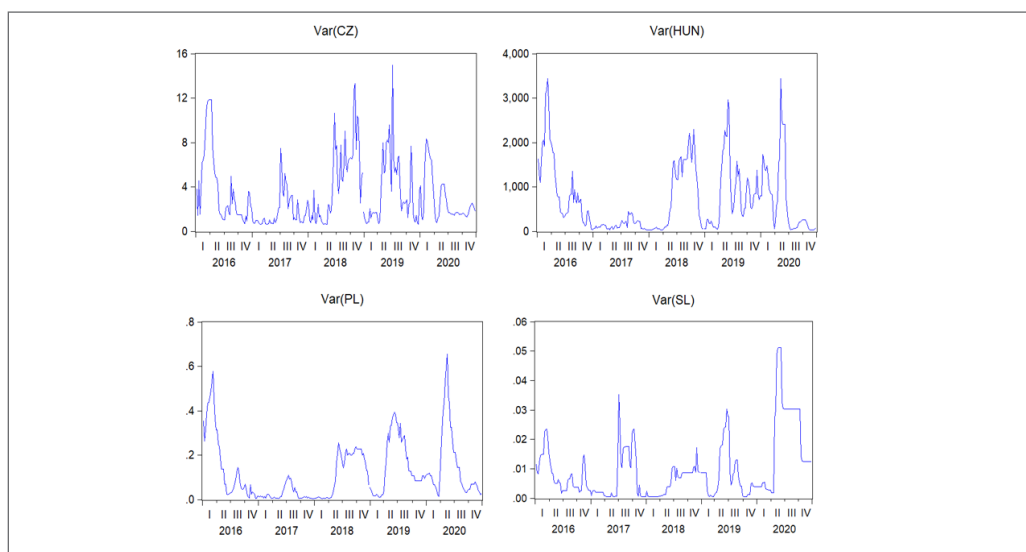 Var(CZ)
16
12
8
4
0
I II III IV I II III IV I II III IV I II III IV I II III IV
2016 2017 2018 2019 2020
Var(HUN)
4,000
3,000
2,000
1,000
0
I II III IV I II III IV I II III IV I II III IV I II III IV
2016 2017 2018 2019 2020
Var(PL)
.8
.6
.4
.2
.0
I II III IV I II III IV I II III IV I II III IV I II III IV
2016 2017 2018 2019 2020
Var(SL)
.06
.05
.04
.03
.02
.01
.00
I II III IV I II III IV I II III IV I II III IV I II III IV
2016 2017 2018 2019 2020